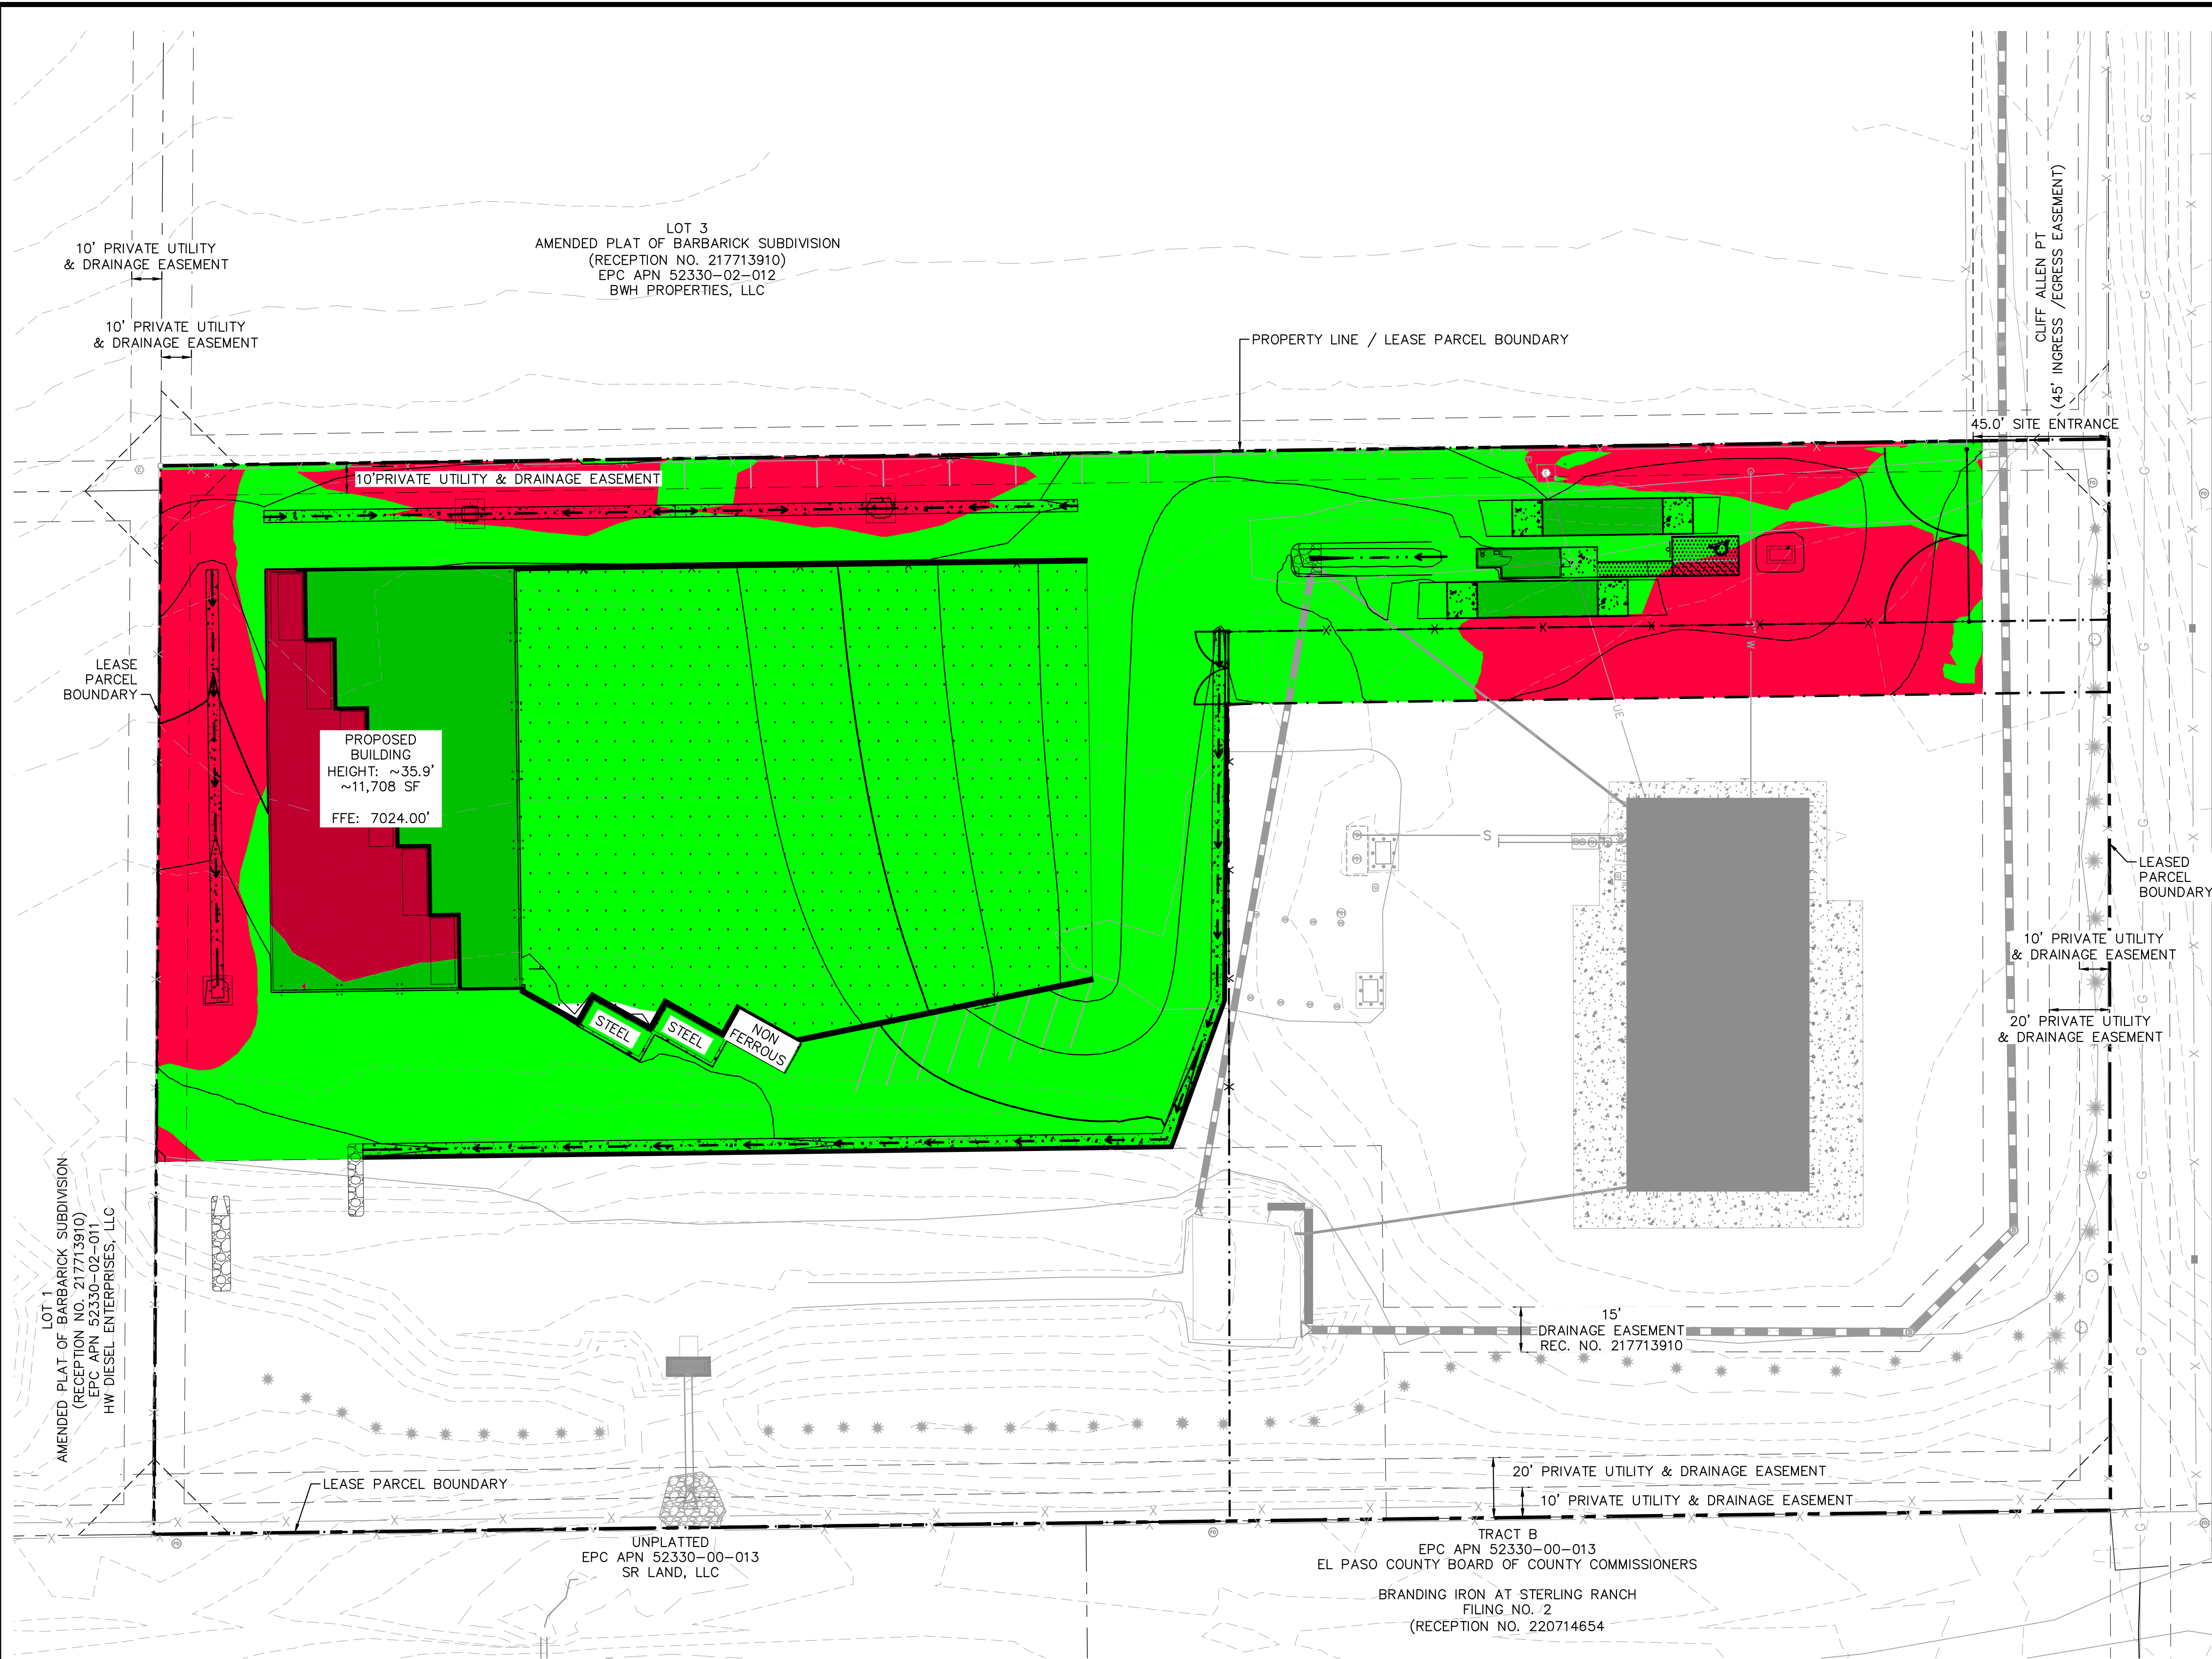 LOT 3
AMENDED PLAT OF BARBARICK SUBDIVISION
(RECEPTION NO. 217713910)
EPC APN 52330-02-012
BWH PROPERTIES, LLC
10' PRIVATE UTILITY
& DRAINAGE EASEMENT
10' PRIVATE UTILITY
& DRAINAGE EASEMENT
PROPERTY LINE / LEASE PARCEL BOUNDARY
CLIFF ALLEN PT
(45' INGRESS /EGRESS EASEMENT)
45.0' SITE ENTRANCE
10'PRIVATE UTILITY & DRAINAGE EASEMENT
LEASE
PARCEL
BOUNDARY
PROPOSED
BUILDING
HEIGHT: ~35.9'
~11,708 SF
FFE: 7024.00'
UE
W
S
LEASED
PARCEL
BOUNDARY
10' PRIVATE UTILITY
& DRAINAGE EASEMENT
20' PRIVATE UTILITY
& DRAINAGE EASEMENT
STEEL
STEEL
NON
FERROUS
LOT 1
AMENDED PLAT OF BARBARICK SUBDIVISION
(RECEPTION NO. 217713910)
EPC APN 52330-02-011
HW DIESEL ENTERPRISES, LLC
15'
DRAINAGE EASEMENT
REC. NO. 217713910
LEASE PARCEL BOUNDARY
20' PRIVATE UTILITY & DRAINAGE EASEMENT
10' PRIVATE UTILITY & DRAINAGE EASEMENT
UNPLATTED
EPC APN 52330-00-013
SR LAND, LLC
TRACT B
EPC APN 52330-00-013
EL PASO COUNTY BOARD OF COUNTY COMMISSIONERS
BRANDING IRON AT STERLING RANCH
FILING NO. 2
(RECEPTION NO. 220714654
G
G
G
G
G
G
G
G